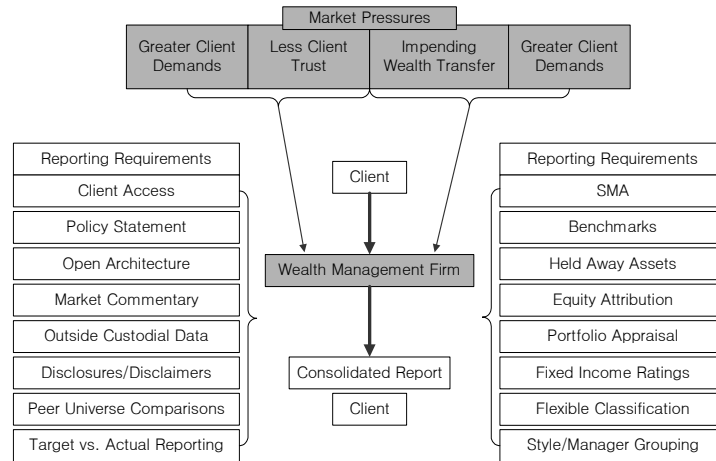 Market Pressures
Greater Client
Demands
Less Client
Trust
Impending
Wealth Transfer
Greater Client
Demands
Reporting Requirements
Client Access
Policy Statement
Open Architecture
Market Commentary
Outside Custodial Data
Disclosures/Disclaimers
Peer Universe Comparisons
Target vs. Actual Reporting
Client
Wealth Management Firm
Consolidated Report
Client
Reporting Requirements
SMA
Benchmarks
Held Away Assets
Equity Attribution
Portfolio Appraisal
Fixed Income Ratings
Flexible Classification
Style/Manager Grouping